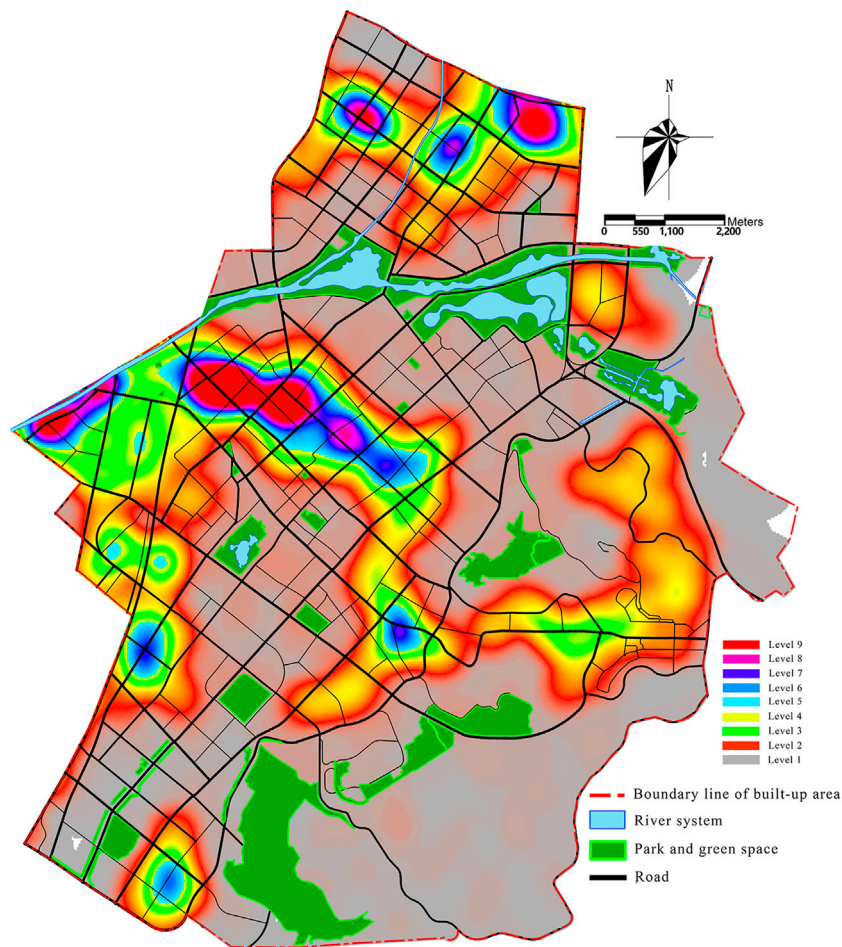 N
Meters
0 550 1,100 2,200
Level 9
Level 8
Level 7
Level 6
Level 5
Level 4
Level 3
Level 2
Level 1
Boundary line of built-up area
River system
Park and green space
Road